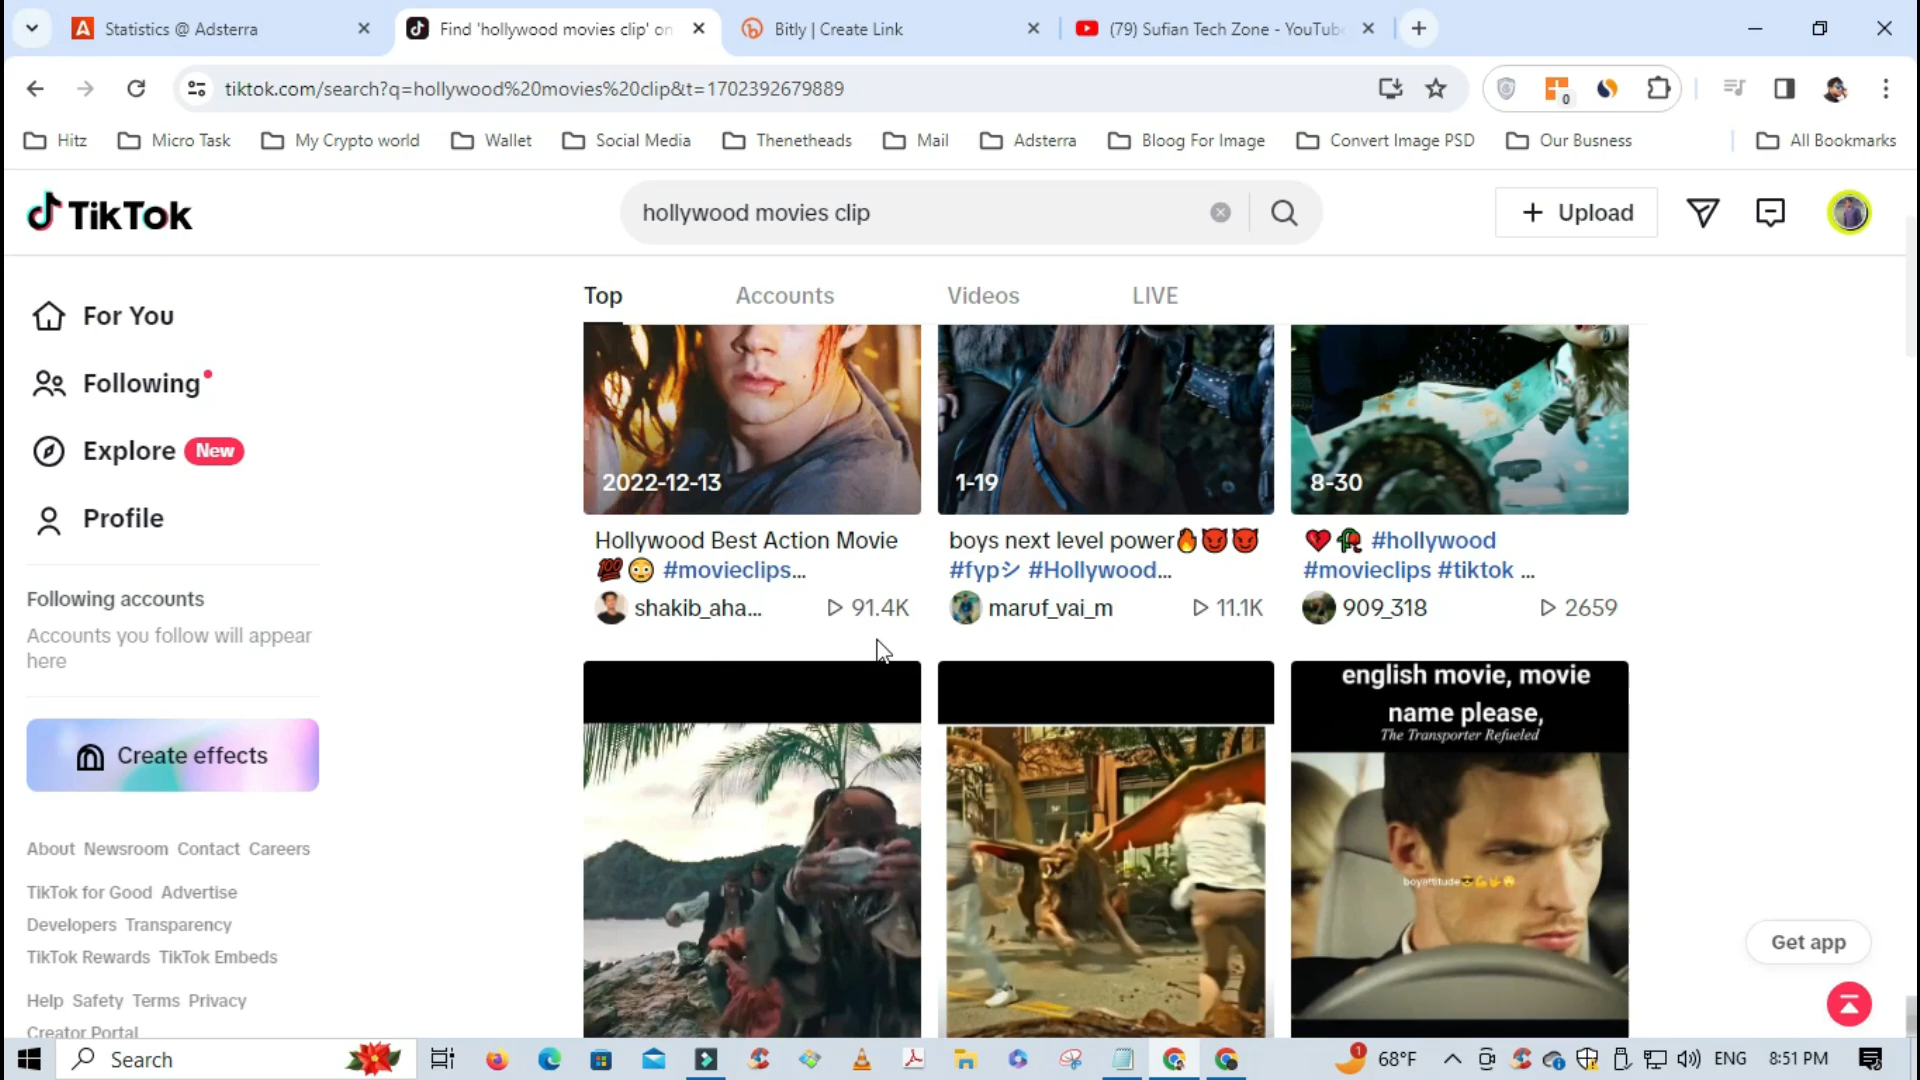 Statistics @ Adsterra
Find 'hollywood movies clip' on
Bitly | Create Link
(79) Sufian Tech Zone - YouTub
tiktok.com/search?q=hollywood%20movies%20clip&t=1702392679889
0
Hitz
Micro Task
My Crypto world
Wallet
Social Media
Thenetheads
Mail
Adsterra
Bloog For Image
Convert Image PSD
Our Busness
All Bookmarks
TikTok
hollywood movies clip
Upload
Top
Accounts
Videos
LIVE
For You
Following
Explore New
Profile
Following accounts
Accounts you follow will appear
here
Create effects
About Newsroom Contact Careers
TikTok for Good Advertise
Developers Transparency
TikTok Rewards TikTok Embeds
Help Safety Terms Privacy
Creator Portal
2022-12-13
Hollywood Best Action Movie
💯😳 #movieclips...
shakib_aha... 91.4K
1-19
boys next level power🔥😈😈
#fypシ #Hollywood...
maruf_vai_m 11.1K
8-30
💔🥀 #hollywood
#movieclips #tiktok ...
909_318 2659
english movie, movie
name please,
The Transporter Refueled
boyattitude
Get app
Search
1
68°F
ENG
8:51 PM